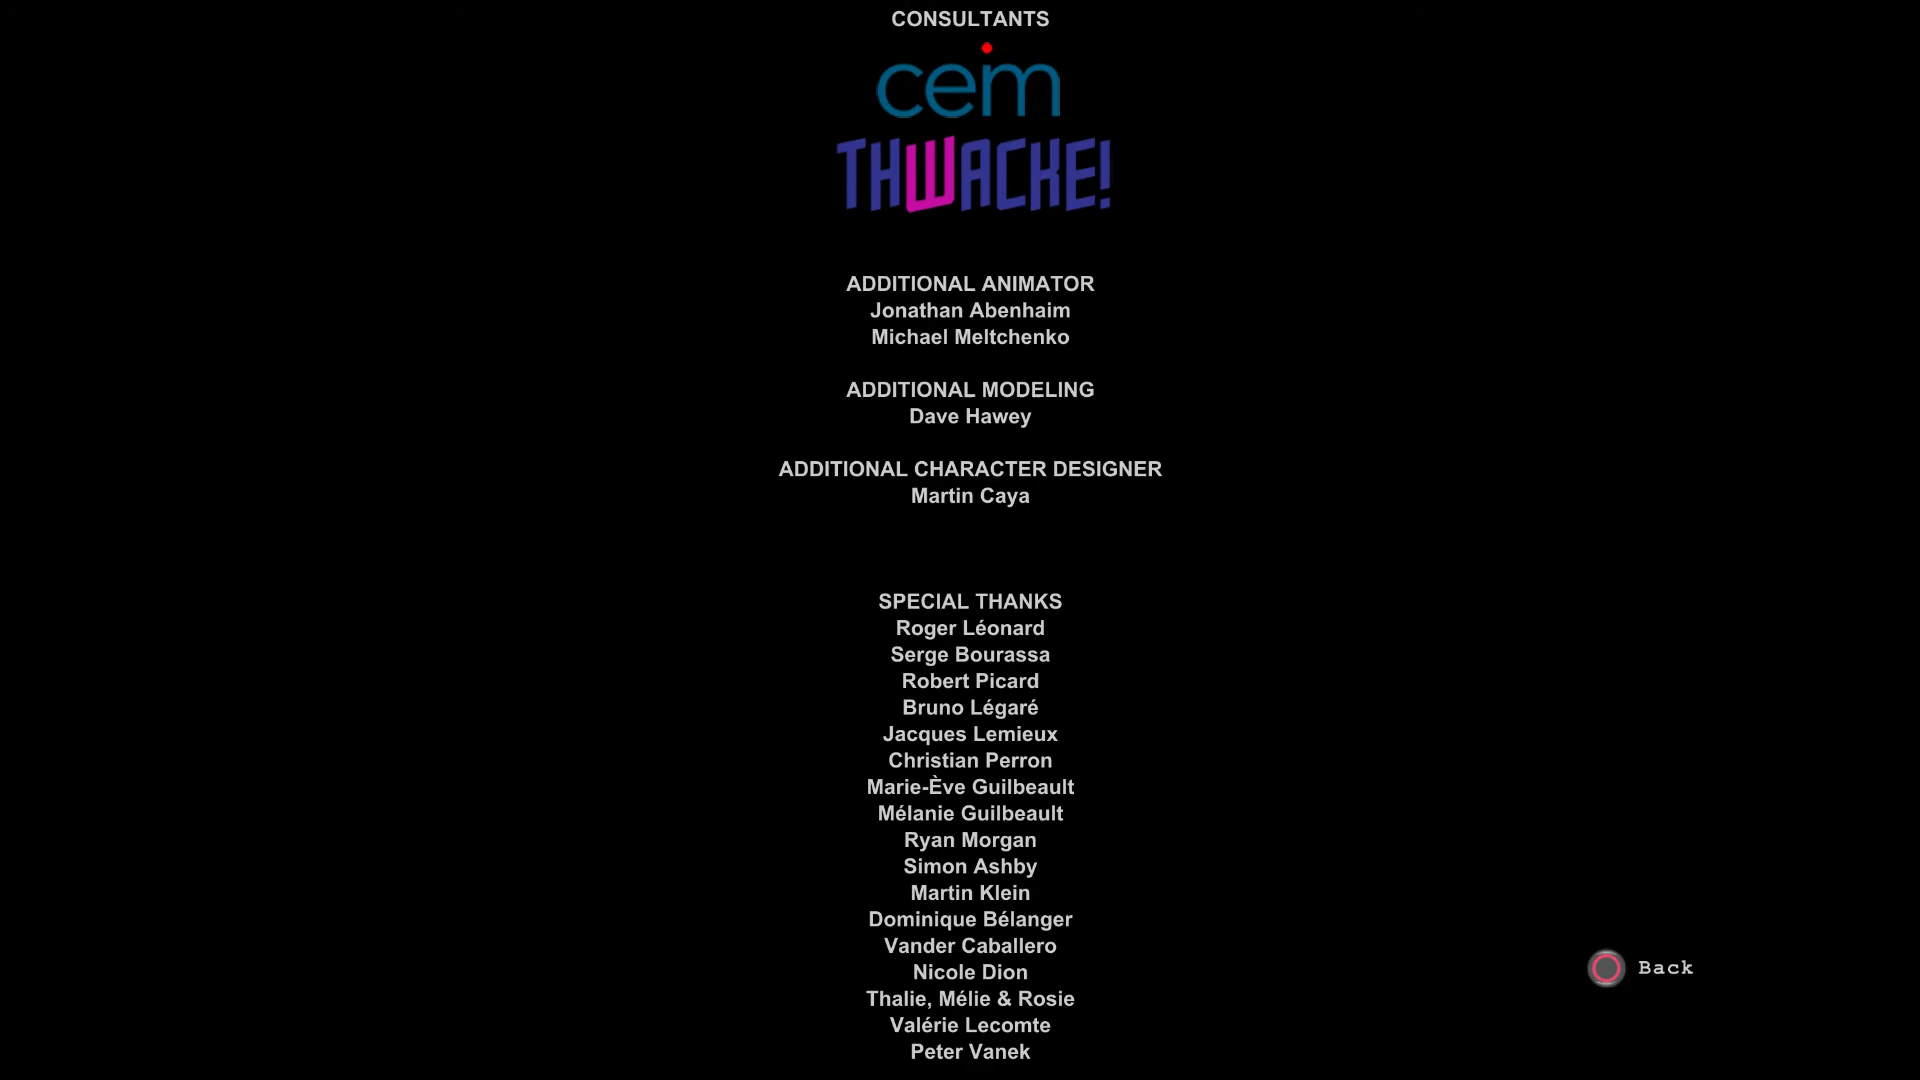 CONSULTANTS
ceim
THWACKE!
ADDITIONAL ANIMATOR
Jonathan Abenhaim
Michael Meltchenko
ADDITIONAL MODELING
Dave Hawey
ADDITIONAL CHARACTER DESIGNER
Martin Caya
SPECIAL THANKS
Roger Léonard
Serge Bourassa
Robert Picard
Bruno Légaré
Jacques Lemieux
Christian Perron
Marie-Ève Guilbeault
Mélanie Guilbeault
Ryan Morgan
Simon Ashby
Martin Klein
Dominique Bélanger
Vander Caballero
Nicole Dion
Thalie, Mélie & Rosie
Valérie Lecomte
Peter Vanek
Back